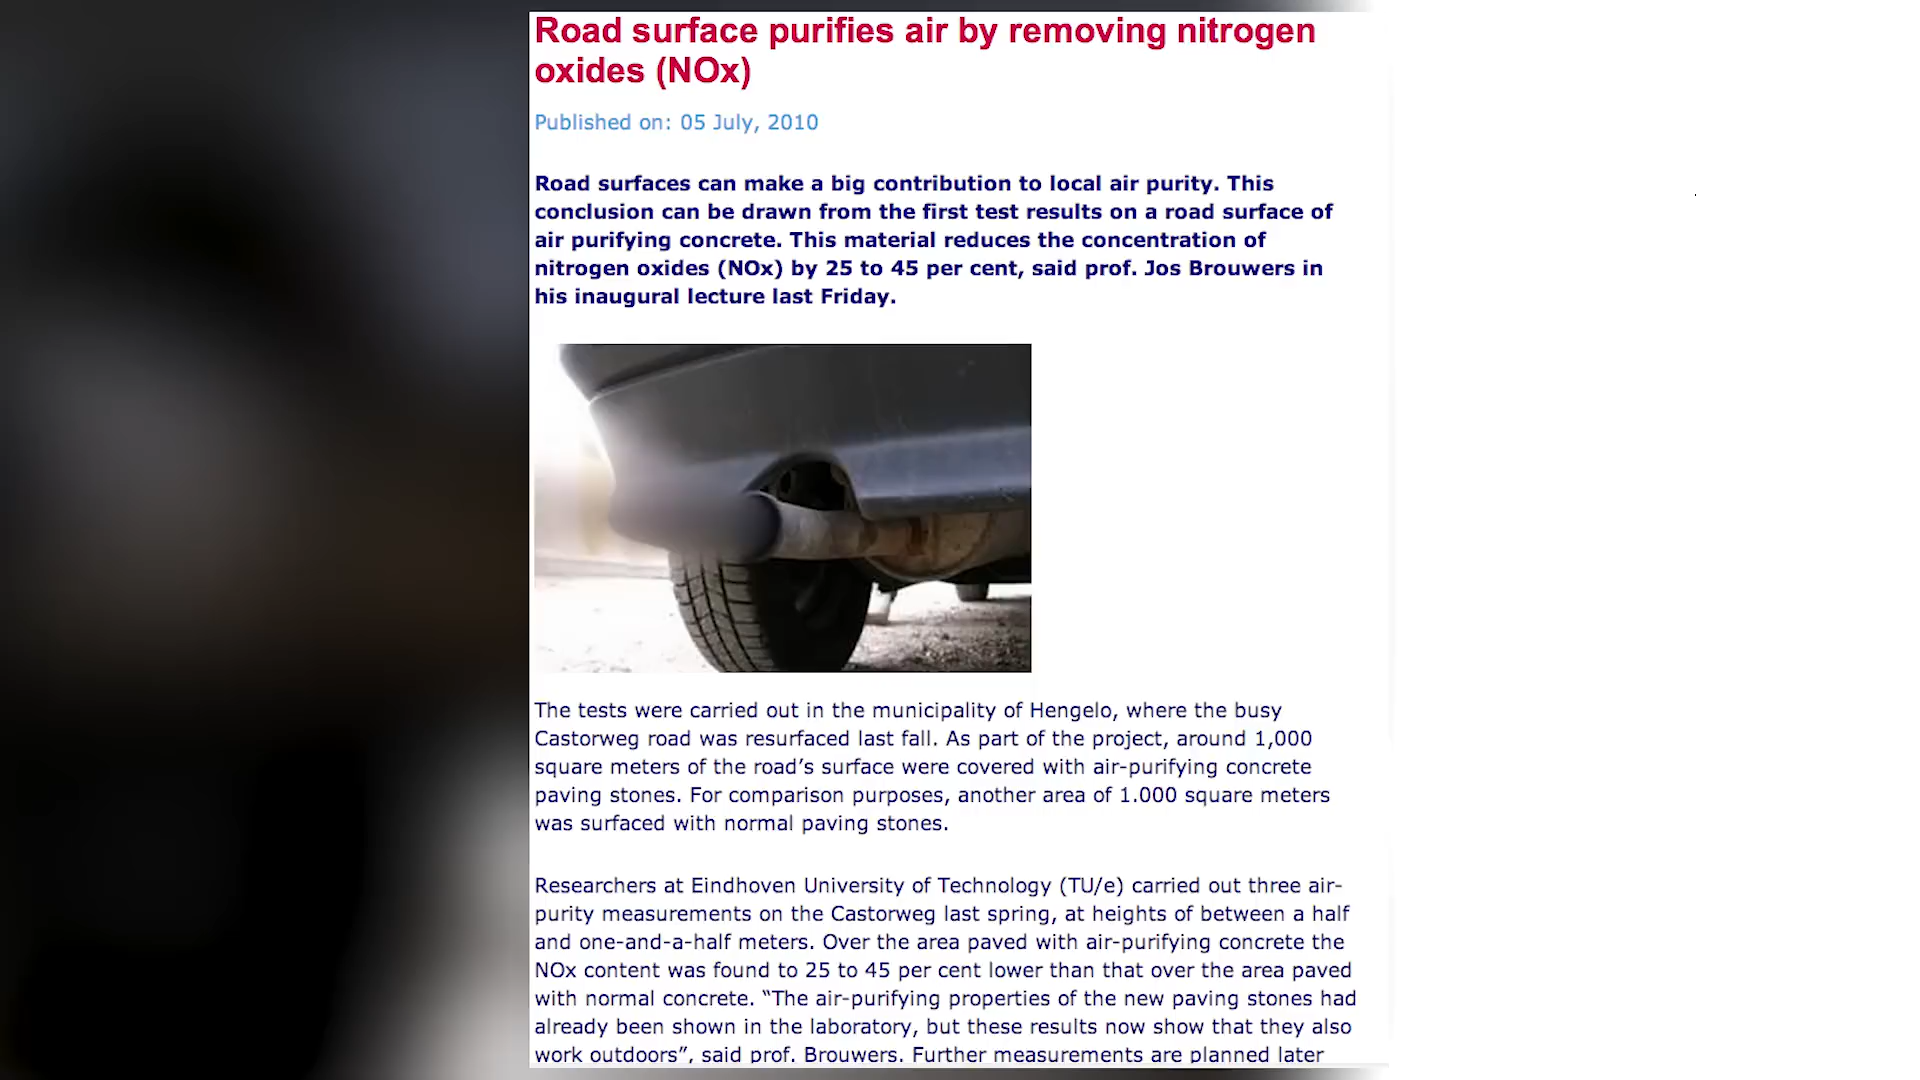 Road surface purifies air by removing nitrogen
oxides (NOx)
Published on: 05 July, 2010
Road surfaces can make a big contribution to local air purity. This
conclusion can be drawn from the first test results on a road surface of
air purifying concrete. This material reduces the concentration of
nitrogen oxides (NOx) by 25 to 45 per cent, said prof. Jos Brouwers in
his inaugural lecture last Friday.
The tests were carried out in the municipality of Hengelo, where the busy
Castorweg road was resurfaced last fall. As part of the project, around 1,000
square meters of the road’s surface were covered with air-purifying concrete
paving stones. For comparison purposes, another area of 1.000 square meters
was surfaced with normal paving stones.
Researchers at Eindhoven University of Technology (TU/e) carried out three air-
purity measurements on the Castorweg last spring, at heights of between a half
and one-and-a-half meters. Over the area paved with air-purifying concrete the
NOx content was found to 25 to 45 per cent lower than that over the area paved
with normal concrete. “The air-purifying properties of the new paving stones had
already been shown in the laboratory, but these results now show that they also
work outdoors”, said prof. Brouwers. Further measurements are planned later